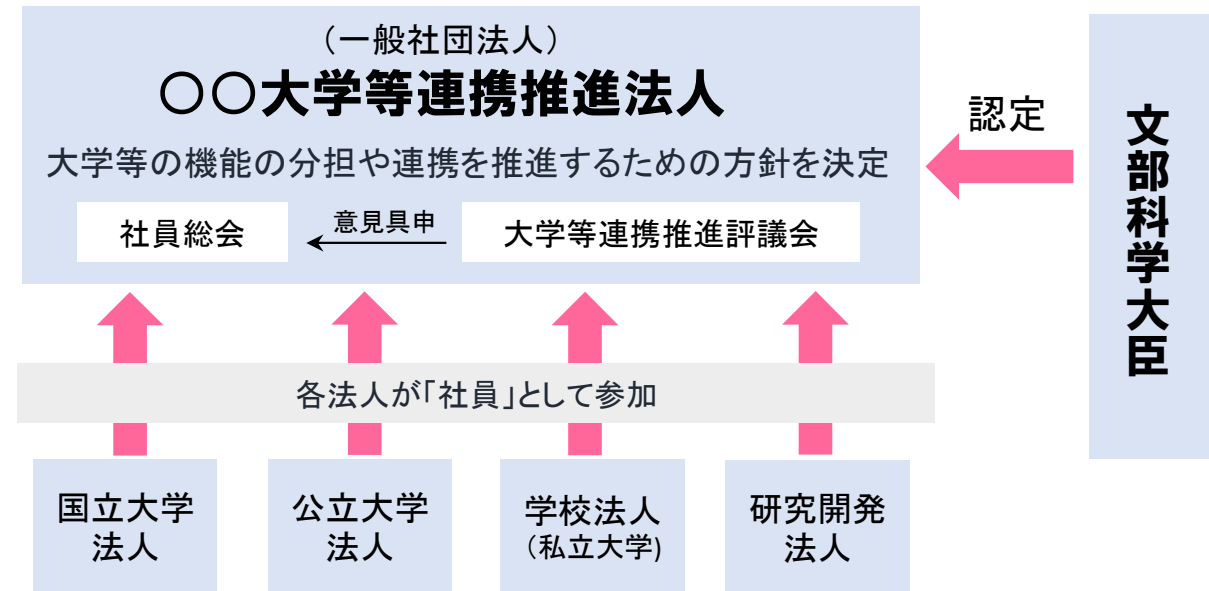 （一般社団法人）
〇〇大学等連携推進法人
大学等の機能の分担や連携を推進するための方針を決定
社員総会
意見具申
大学等連携推進評議会
認定
文部科学大臣
各法人が「社員」として参加
国立大学
法人
公立大学
法人
学校法人
（私立大学)
研究開発
法人